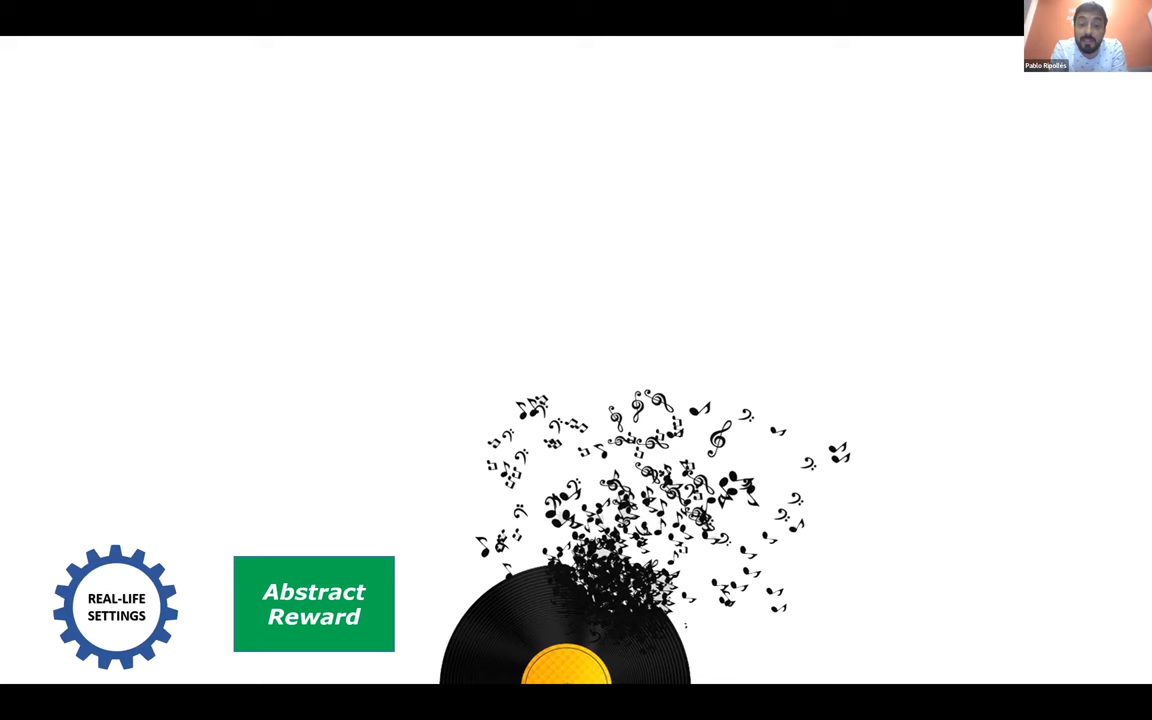 Pablo Ripollés
REAL-LIFE
SETTINGS
Abstract
Reward